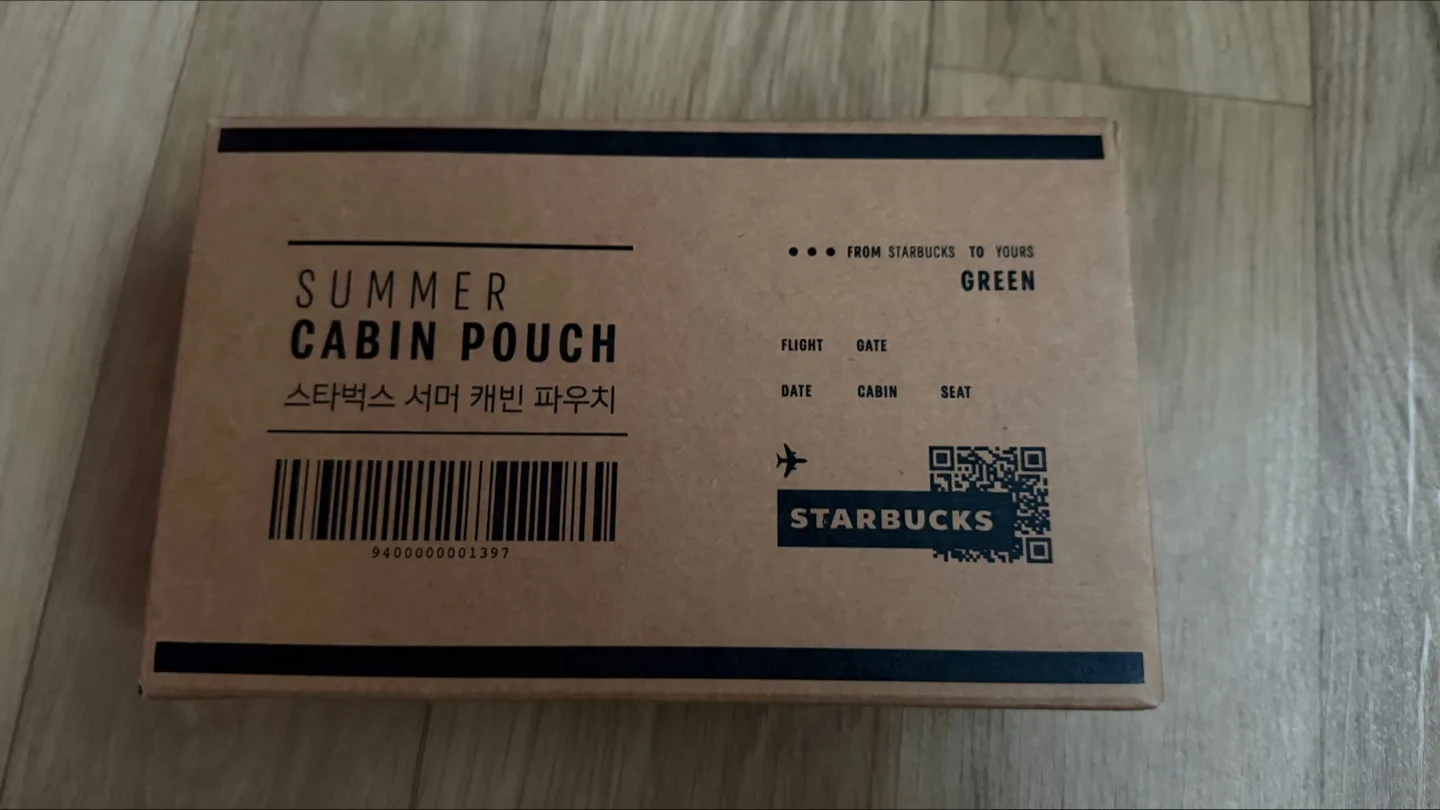 SUMMER
CABIN POUCH
스타벅스 서머 캐빈 파우치
9400000001397
FROM STARBUCKS TO YOURS
GREEN
FLIGHT GATE
DATE CABIN SEAT
STARBUCKS